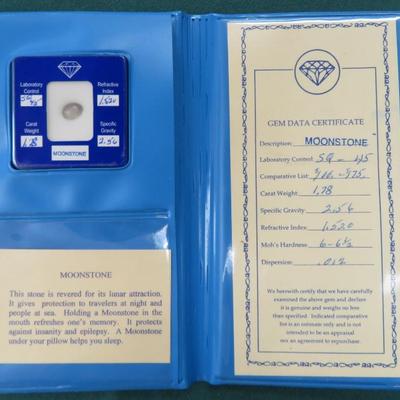 Laboratory
Control
Refractive
Index
1.520
Carat
Weight
Specific
Gravity
1.8
2.56
MOONSTONE
MOONSTONE
This stone is revered for its lunar attraction.
It gives protection to travelers at night and
people at sea. Holding a Moonstone in the
mouth refreshes one's memory. It protects
against insanity and epilepsy. A Moonstone
under your pillow helps you sleep.
GEM DATA CERTIFICATE
Description: MOONSTONE
Laboratory Control: SQ-
Comparative List:
Carat Weight: 1.78
Specific Gravity: 2.56
Refractive Index: 1.520
Moh's Hardness: 6-6½
Dispersion: .012
We herewith certify that we have carefully
examined the above gem and declare
it is genuine and weighs no less
than specified. Indicated comparative
list is an estimate only and is not
intended to be an appraisal
nor an agreement to repurchase.